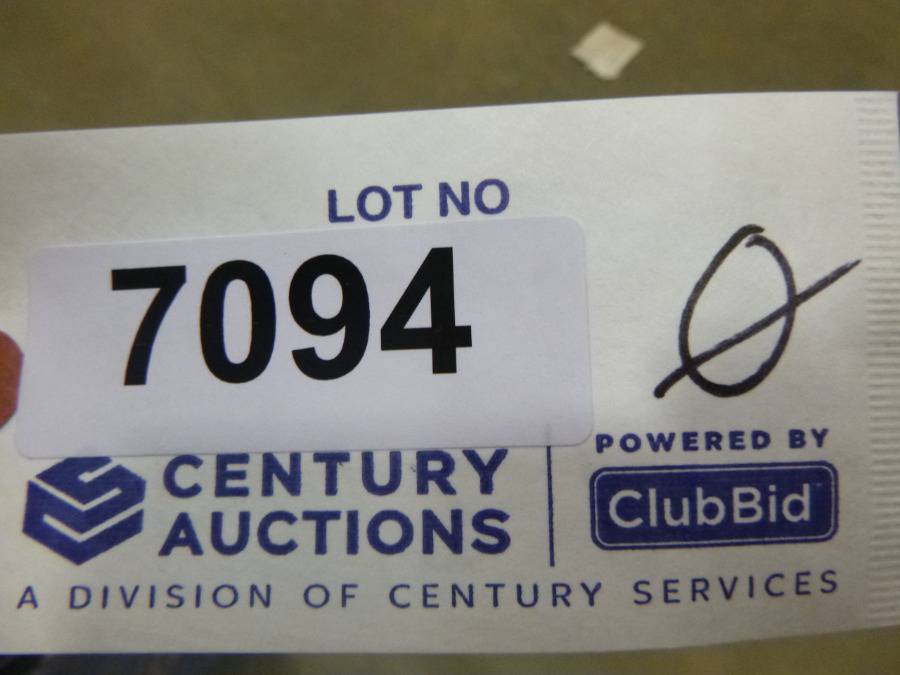 LOT NO
7094
Ø
CENTURY
AUCTIONS
POWERED BY
ClubBid
A DIVISION OF CENTURY SERVICES